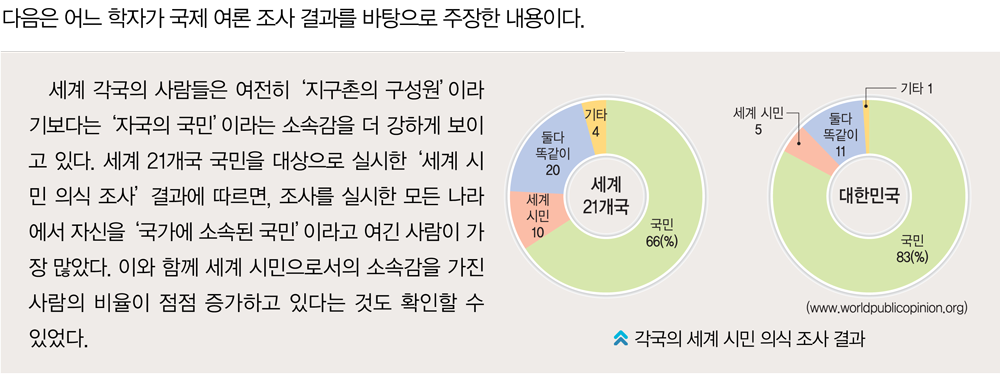 다음은 어느 학자가 국제 여론 조사 결과를 바탕으로 주장한 내용이다.
세계 각국의 사람들은 여전히 ‘지구촌의 구성원’이라
기보다는 ‘자국의 국민’이라는 소속감을 더 강하게 보이
고 있다. 세계 21개국 국민을 대상으로 실시한 ‘세계 시
민 의식 조사’ 결과에 따르면, 조사를 실시한 모든 나라
에서 자신을 ‘국가에 소속된 국민’이라고 여긴 사람이 가
장 많았다. 이와 함께 세계 시민으로서의 소속감을 가진
사람의 비율이 점점 증가하고 있다는 것도 확인할 수
있었다.
기타
4
둘다
똑같이
20
세계
시민
10
세계
21개국
국민
66(%)
기타 1
세계 시민
5
둘다
똑같이
11
대한민국
국민
83(%)
(www.worldpublicopinion.org)
각국의 세계 시민 의식 조사 결과